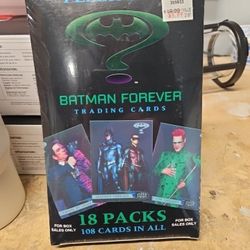 BATMAN FOREVER
TRADING CARDS
FOR BOX
SALES ONLY
FOR BOX
SALES ONLY
18 PACKS
108 CARDS IN ALL